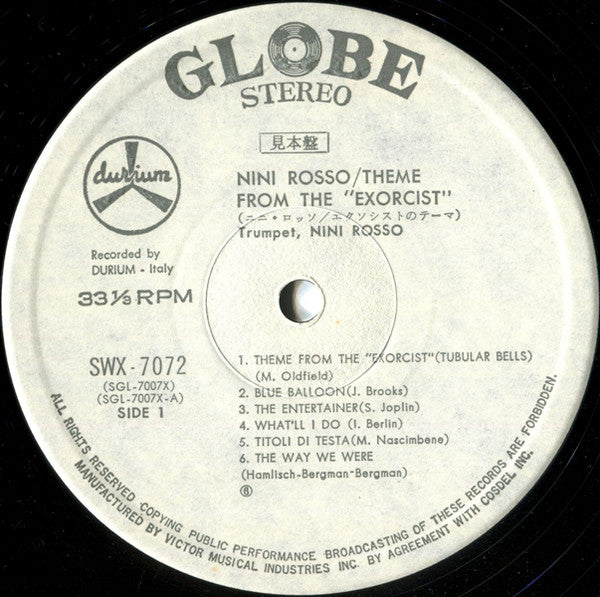 GLOBE
STEREO
見本盤
durium
NINI ROSSO/THEME
FROM THE "EXORCIST"
(ニニ・ロッソ/エクソシストのテーマ)
Trumpet, NINI ROSSO
Recorded by
DURIUM - Italy
33 1/3 RPM
SWX-7072
(SGL-7007X)
(SGL-7007X-A)
SIDE 1
1. THEME FROM THE "EXORCIST"(TUBULAR BELLS)
(M. Oldfield)
2. BLUE BALLOON(J. Brooks)
3. THE ENTERTAINER(S. Joplin)
4. WHAT'LL I DO (I. Berlin)
5. TITOLI DI TESTA(M. Nascimbene)
6. THE WAY WE WERE
(Hamlisch-Bergman-Bergman)
⑥
ALL RIGHTS RESERVED COPYING PUBLIC PERFORMANCE BROADCASTING OF THESE RECORDS ARE FORBIDDEN.
MANUFACTURED BY VICTOR MUSICAL INDUSTRIES INC. BY AGREEMENT WITH COSDEL INC.